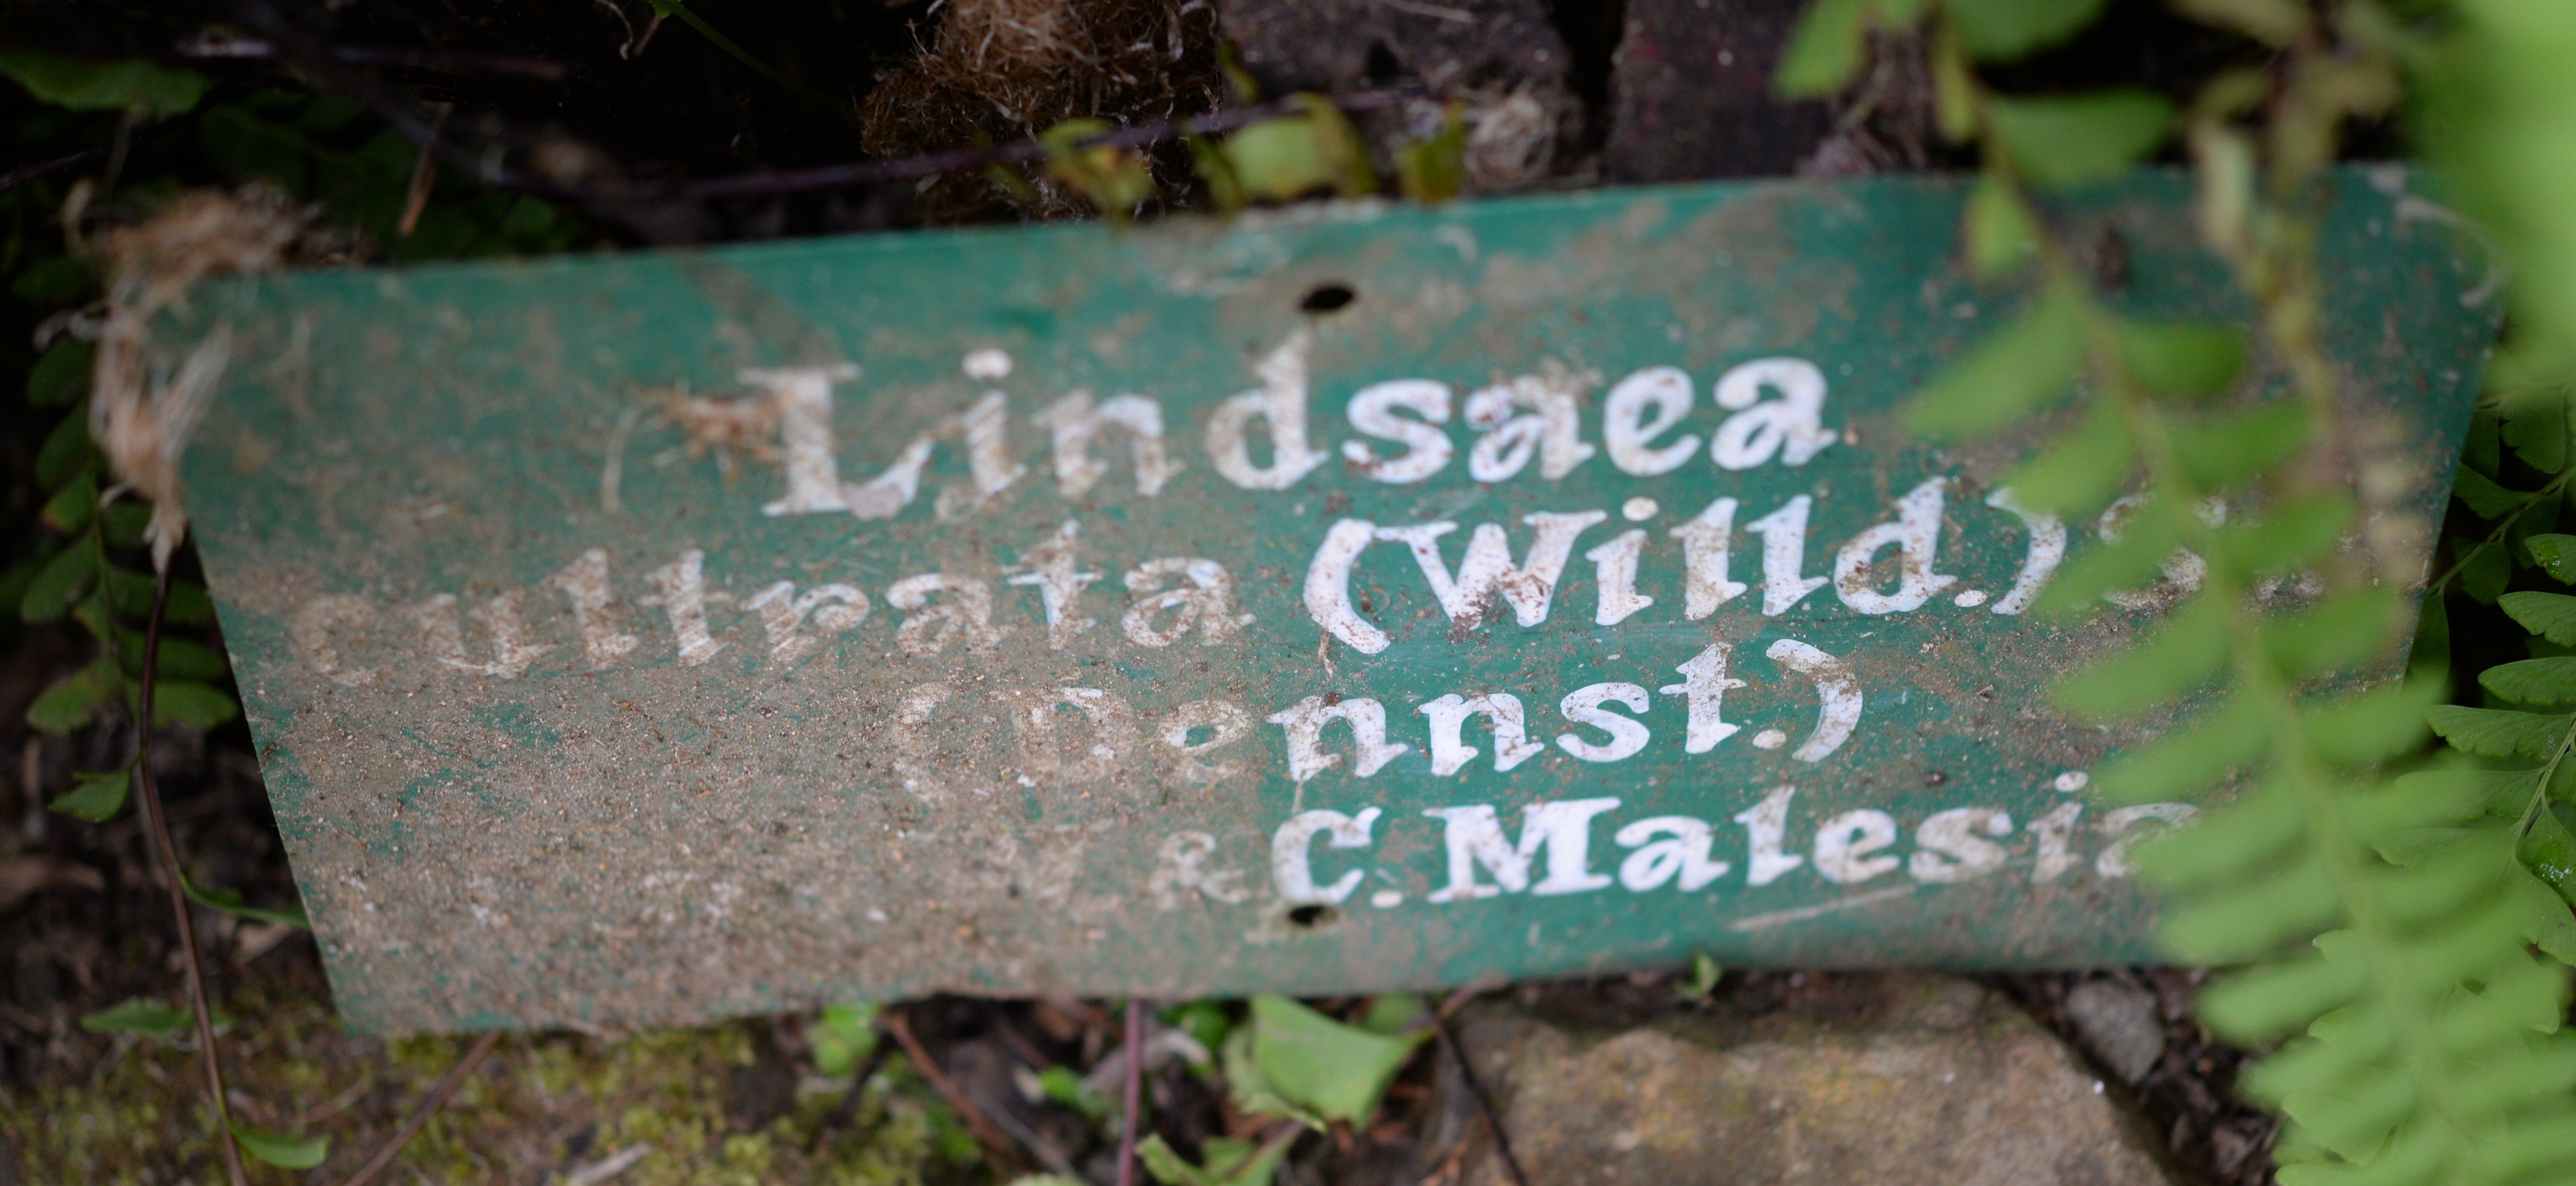 Lindsaea
cultrata (Willd.)
(Dennst.)
& C. Malesia